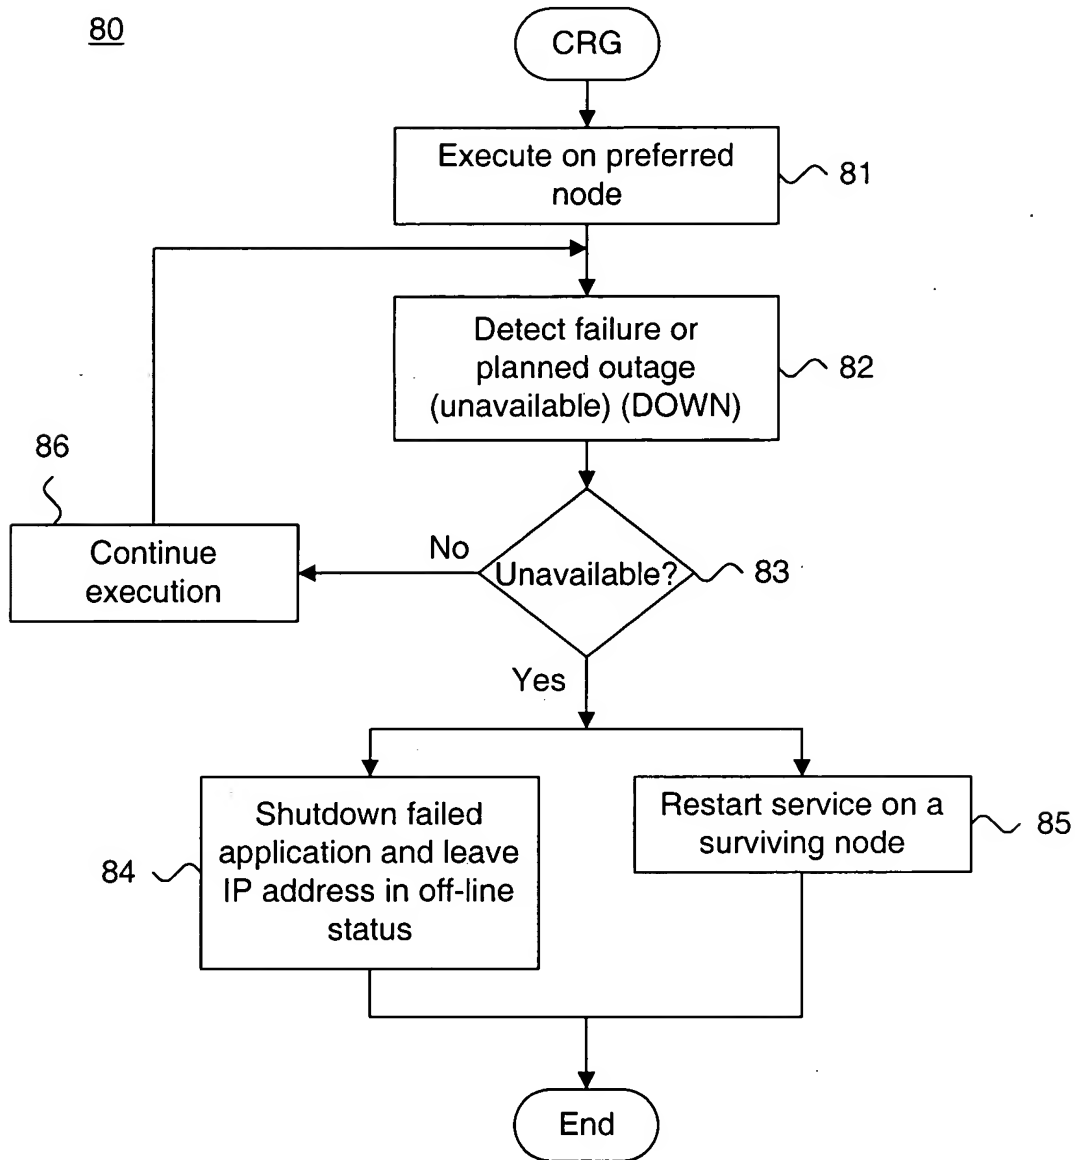 80
CRG
Execute on preferred
node
81
Detect failure or
planned outage
(unavailable) (DOWN)
82
86
Continue
execution
No
Unavailable?
83
Yes
Shutdown failed
application and leave
IP address in off-line
status
84
Restart service on a
surviving node
85
End